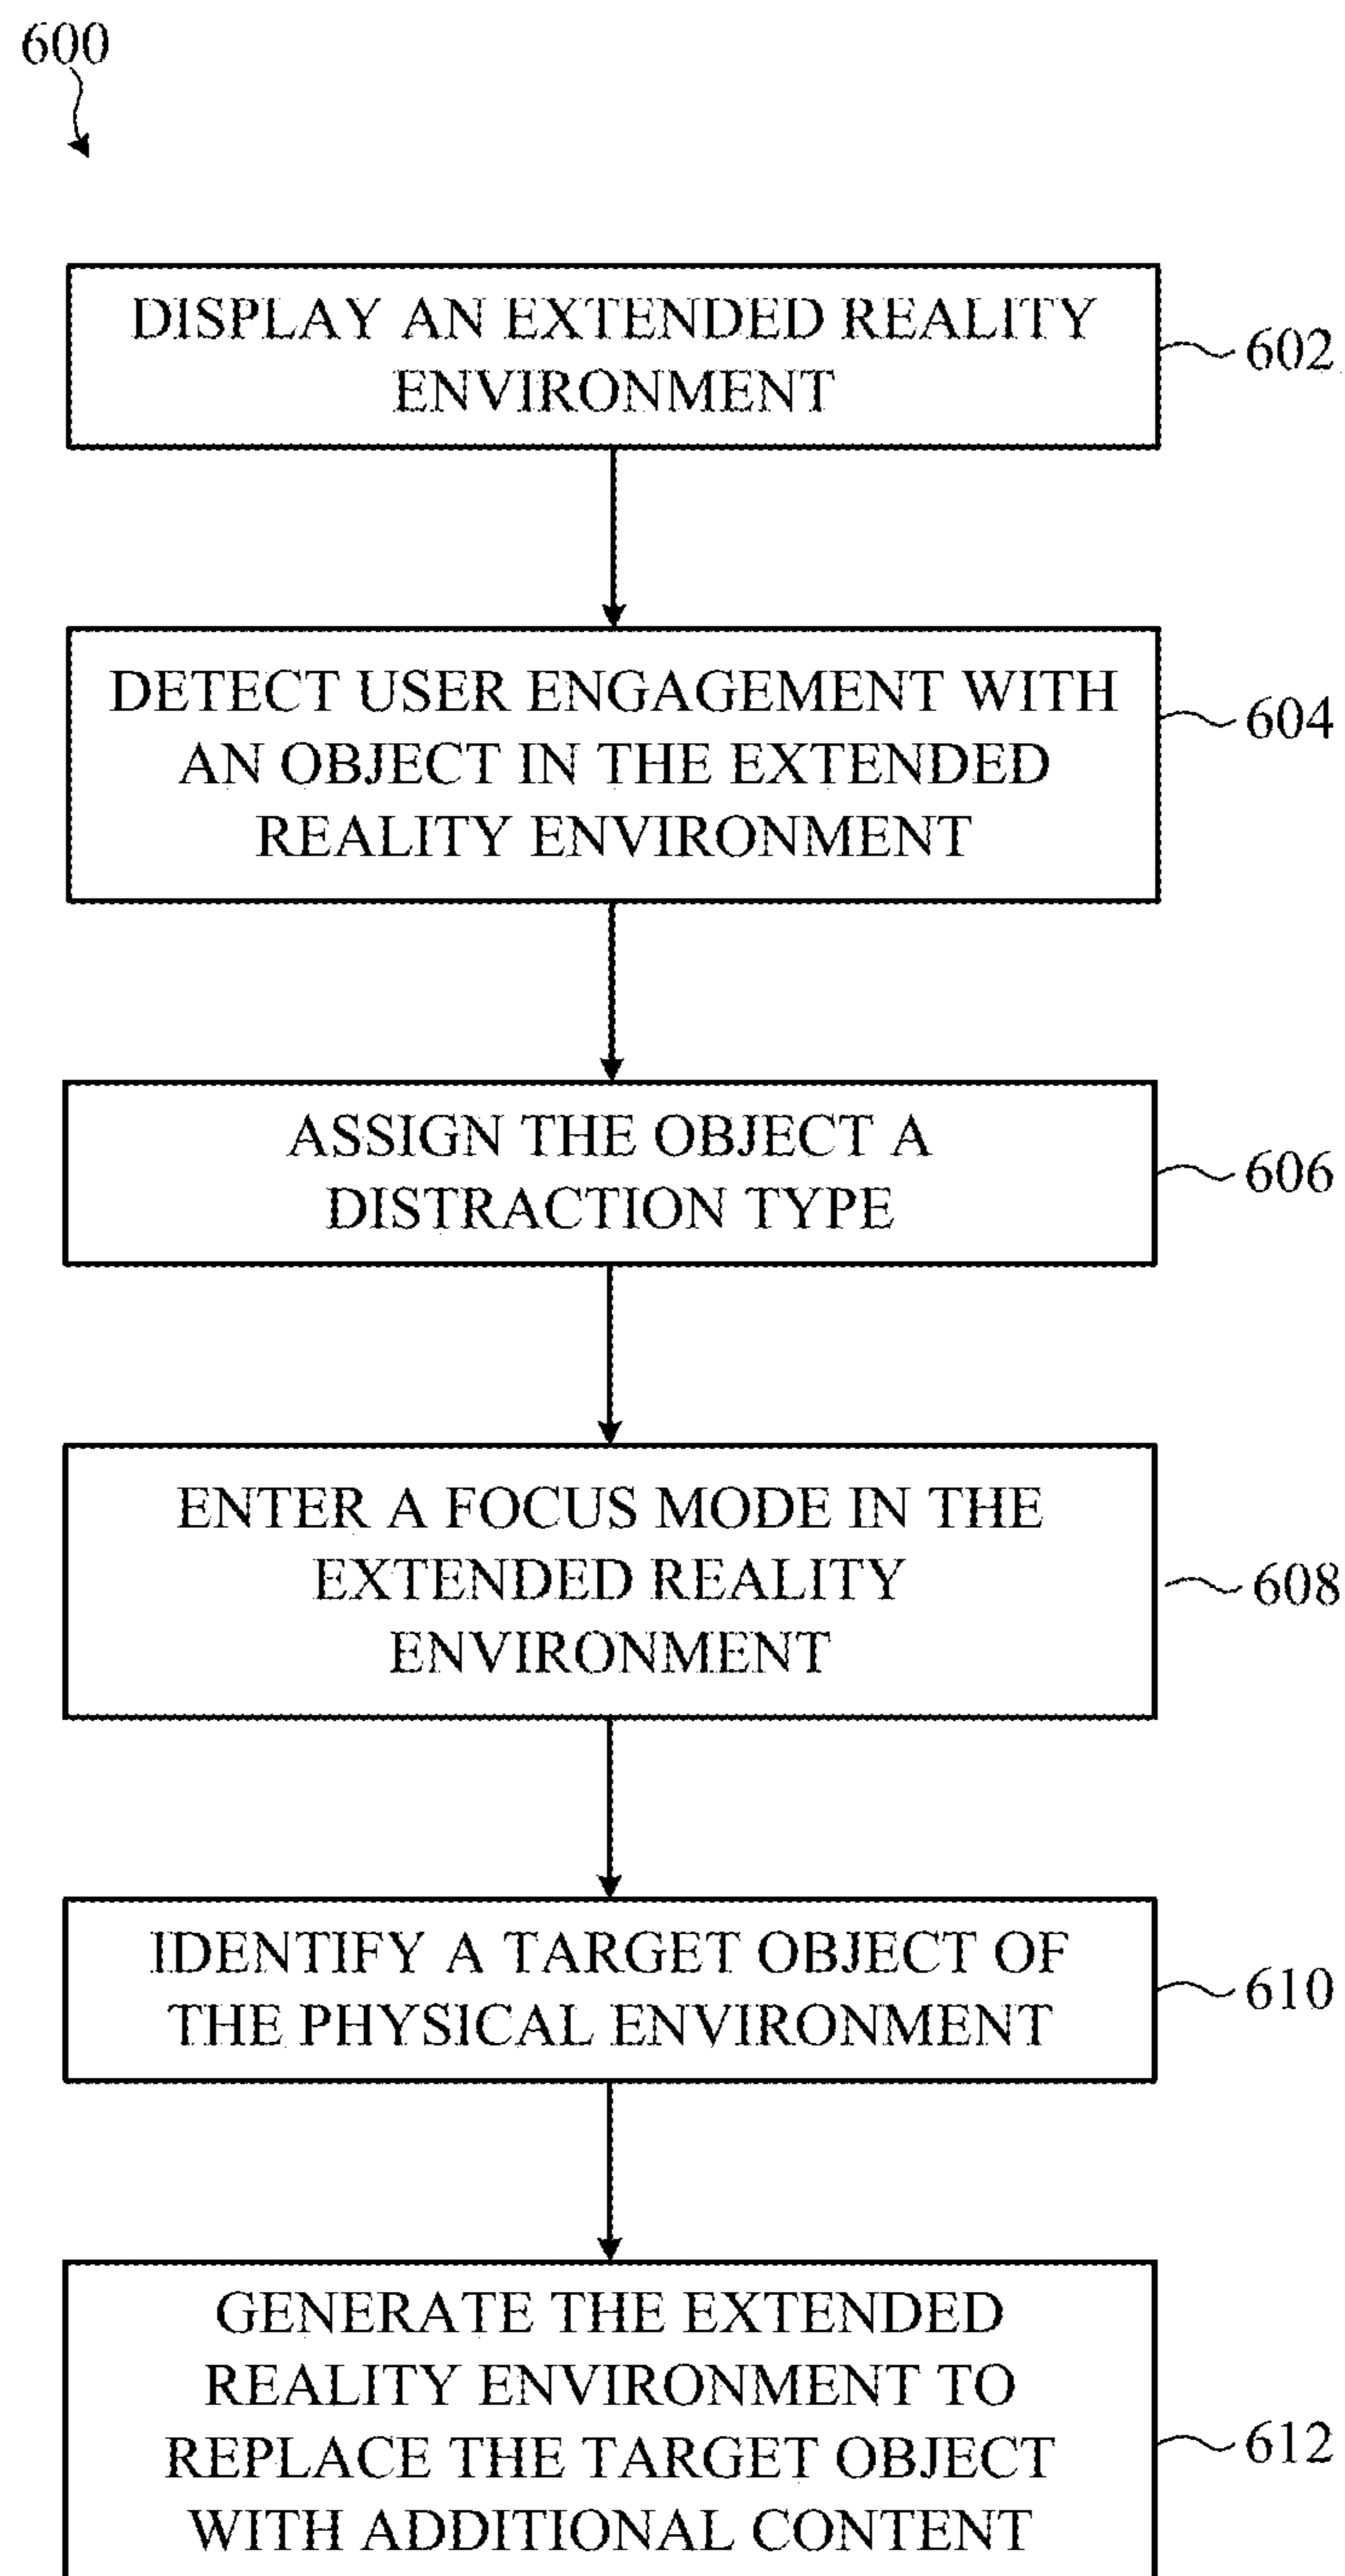 600
DISPLAY AN EXTENDED REALITY
ENVIRONMENT
602
DETECT USER ENGAGEMENT WITH
AN OBJECT IN THE EXTENDED
REALITY ENVIRONMENT
604
ASSIGN THE OBJECT A
DISTRACTION TYPE
606
ENTER A FOCUS MODE IN THE
EXTENDED REALITY
ENVIRONMENT
608
IDENTIFY A TARGET OBJECT OF
THE PHYSICAL ENVIRONMENT
610
GENERATE THE EXTENDED
REALITY ENVIRONMENT TO
REPLACE THE TARGET OBJECT
WITH ADDITIONAL CONTENT
612